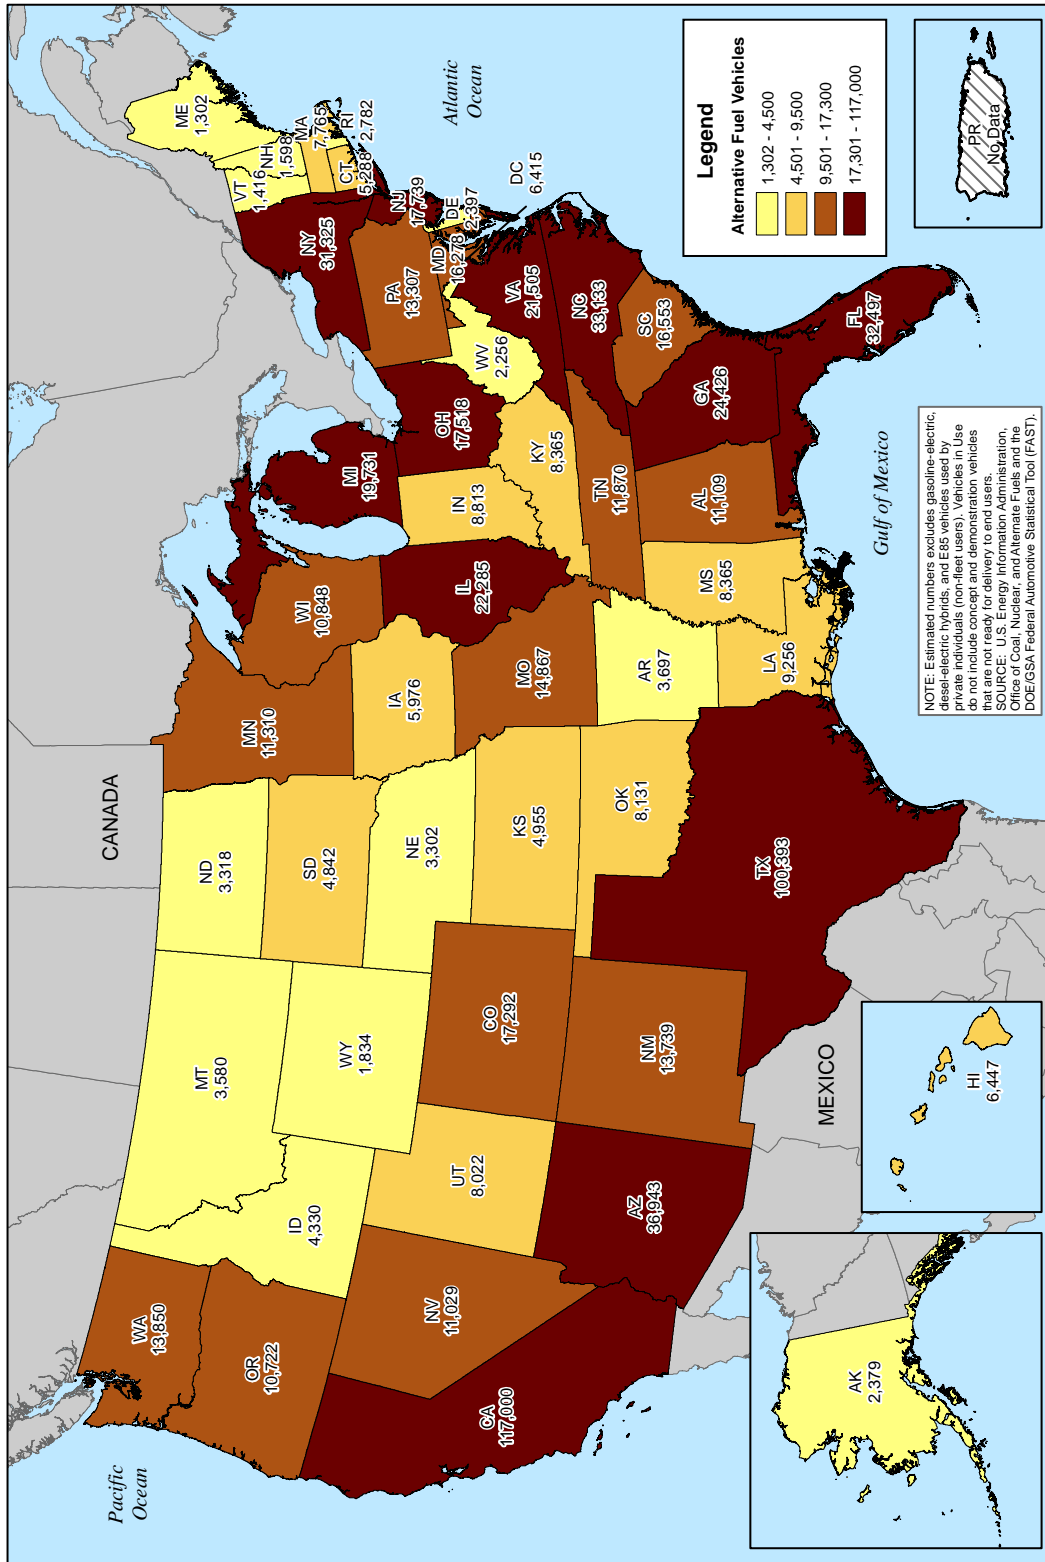 Pacific
Ocean
CANADA
WA
13,850
OR
10,722
CA
117,000
NV
11,029
ID
4,330
MT
3,580
WY
1,834
UT
8,022
AZ
36,943
CO
17,292
NM
13,739
ND
3,318
SD
4,842
NE
3,302
KS
4,955
OK
8,131
TX
100,393
MN
11,310
IA
5,976
MO
14,867
AR
3,697
LA
9,256
WI
10,848
IL
22,285
MI
19,731
IN
8,813
OH
17,518
KY
8,365
TN
11,870
MS
8,365
AL
11,109
GA
24,426
FL
32,497
SC
16,553
NC
33,133
VA
21,505
WV
2,256
PA
13,307
NY
31,325
VT
1,416
NH
1,598
ME
1,302
MA
7,765
RI
2,782
CT
5,288
NJ
17,739
DE
2,397
MD
16,278
DC
6,415
Atlantic
Ocean
MEXICO
Gulf of Mexico
AK
2,379
HI
6,447
NOTE: Estimated numbers excludes gasoline-electric,
diesel-electric hybrids, and E85 vehicles used by
private individuals (non-fleet users). Vehicles in Use
do not include concept and demonstration vehicles
that are not ready for delivery to end users.
SOURCE: U.S. Energy Information Administration,
Office of Coal, Nuclear, and Alternate Fuels and the
DOE/GSA Federal Automotive Statistical Tool (FAST).
Legend
Alternative Fuel Vehicles
1,302 - 4,500
4,501 - 9,500
9,501 - 17,300
17,301 - 117,000
PR
No Data